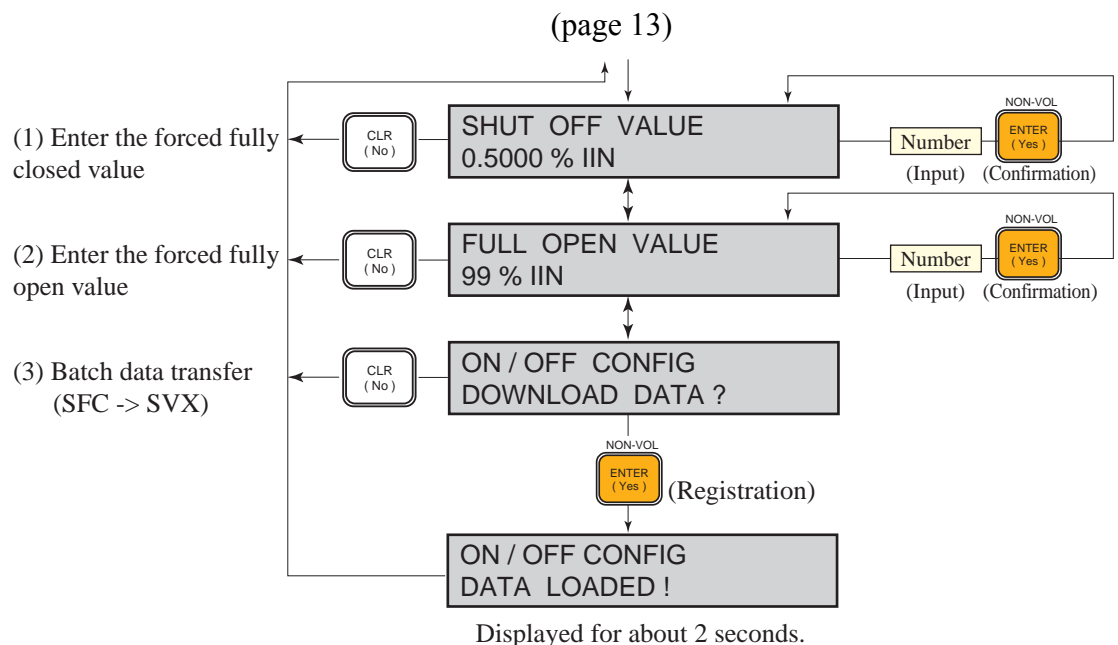 (page 13)
(1) Enter the forced fully
closed value
CLR
( No )
SHUT OFF VALUE
0.5000 % IIN
Number
(Input)
NON-VOL
ENTER
( Yes )
(Confirmation)
(2) Enter the forced fully
open value
CLR
( No )
FULL OPEN VALUE
99 % IIN
Number
(Input)
NON-VOL
ENTER
( Yes )
(Confirmation)
(3) Batch data transfer
(SFC -> SVX)
CLR
( No )
ON / OFF CONFIG
DOWNLOAD DATA ?
NON-VOL
ENTER
( Yes )
(Registration)
ON / OFF CONFIG
DATA LOADED !
Displayed for about 2 seconds.